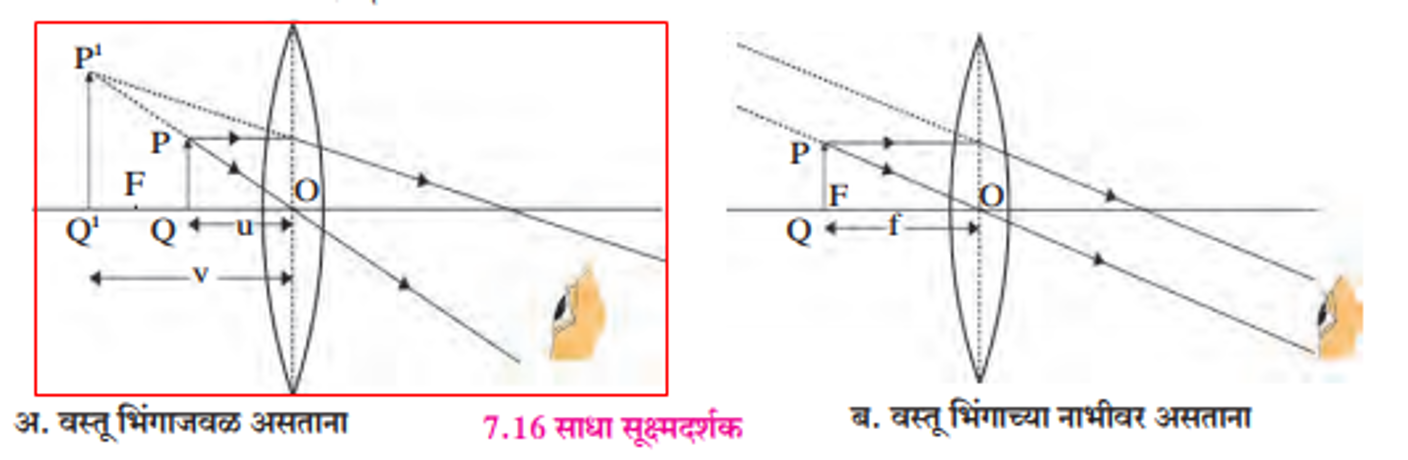 P¹
P
F
O
Q¹
Q
u
v
P
F
O
Q
f
अ. वस्तू भिंगाजवळ असताना
7.16 साधा सूक्ष्मदर्शक
ब. वस्तू भिंगाच्या नाभीवर असताना